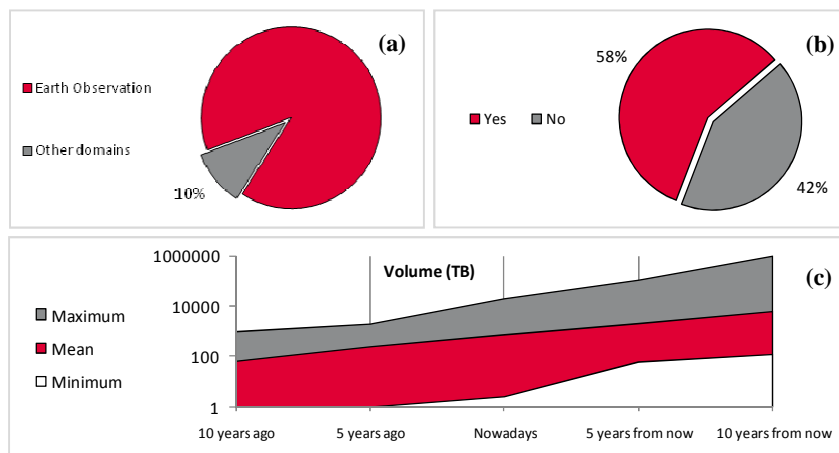 (a)
Earth Observation
Other domains
10%
(b)
58%
Yes No
42%
(c)
Volume (TB)
1000000
10000
100
1
Maximum
Mean
Minimum
10 years ago 5 years ago Nowadays 5 years from now 10 years from now